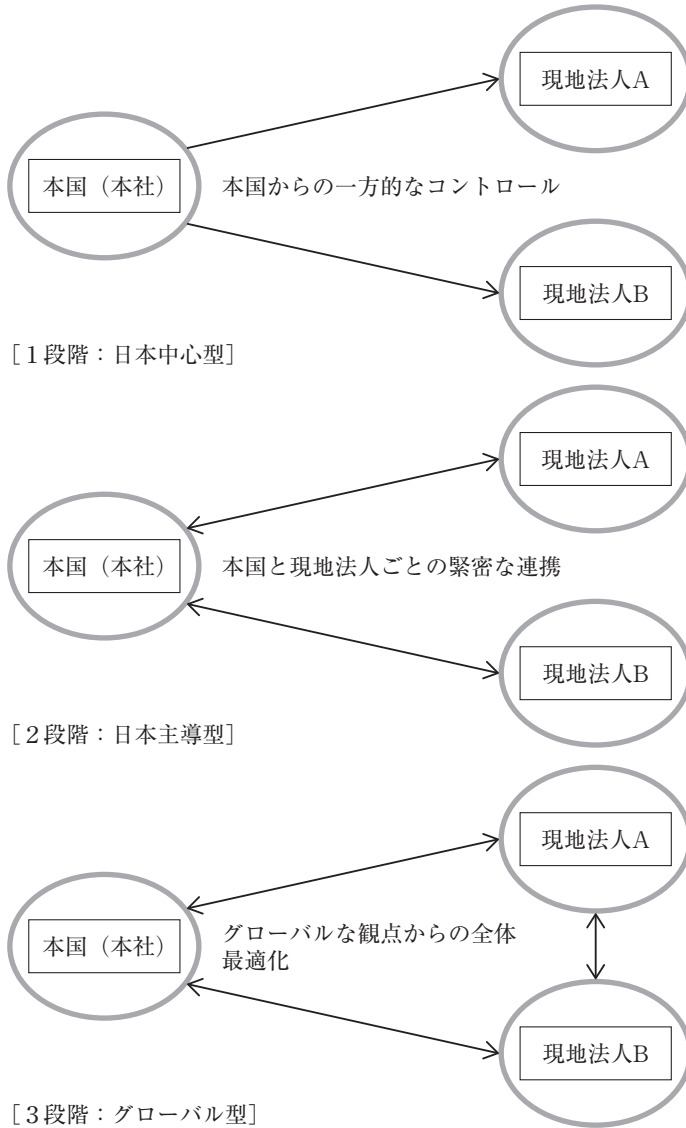 現地法人A
本国（本社）
本国からの一方的なコントロール
現地法人B
［１段階：日本中心型］
現地法人A
本国（本社）
本国と現地法人ごとの緊密な連携
現地法人B
［２段階：日本主導型］
現地法人A
本国（本社）
グローバルな観点からの全体
最適化
現地法人B
［３段階：グローバル型］